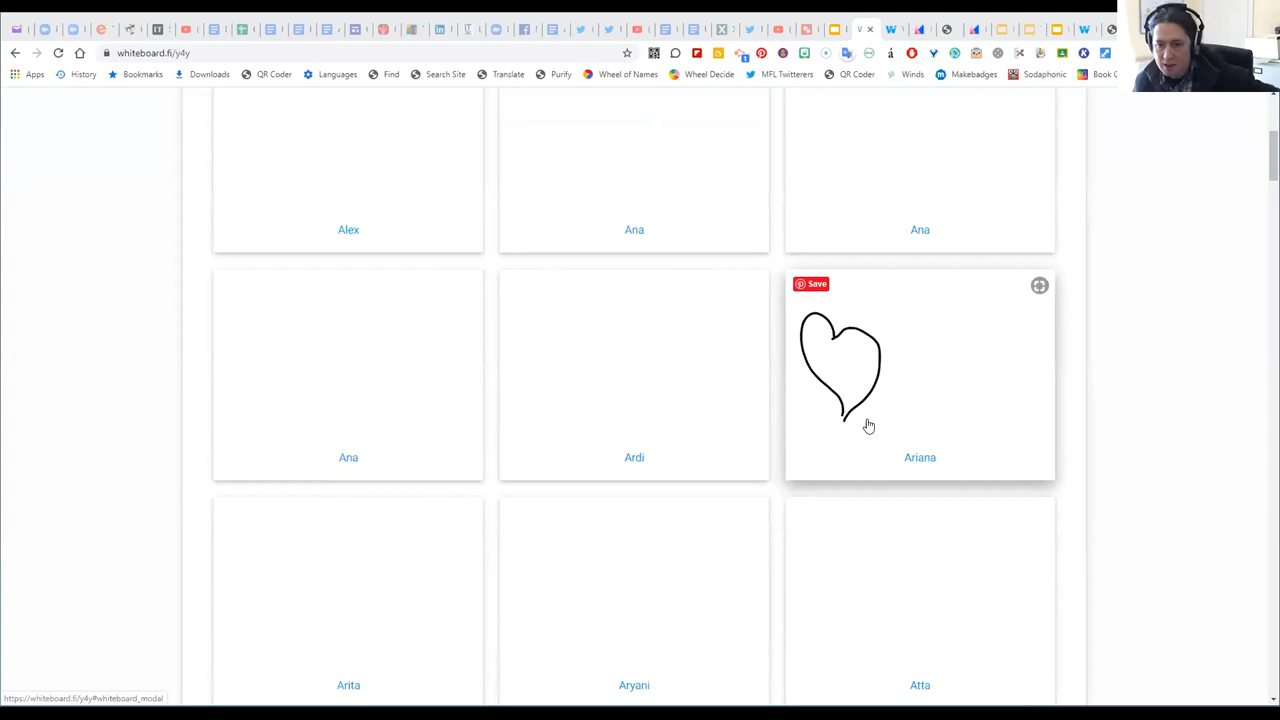 whiteboard.fi/y4y
Apps History Bookmarks Downloads QR Coder Languages Find Search Site Translate Purify Wheel of Names Wheel Decide MFL Twitterers QR Coder Winds Makebadges Sodaphonic Book C
Alex Ana Ana
Save
Ana Ardi Ariana
Arita Aryani Atta
https://whiteboard.fi/y4y#whiteboard_modal